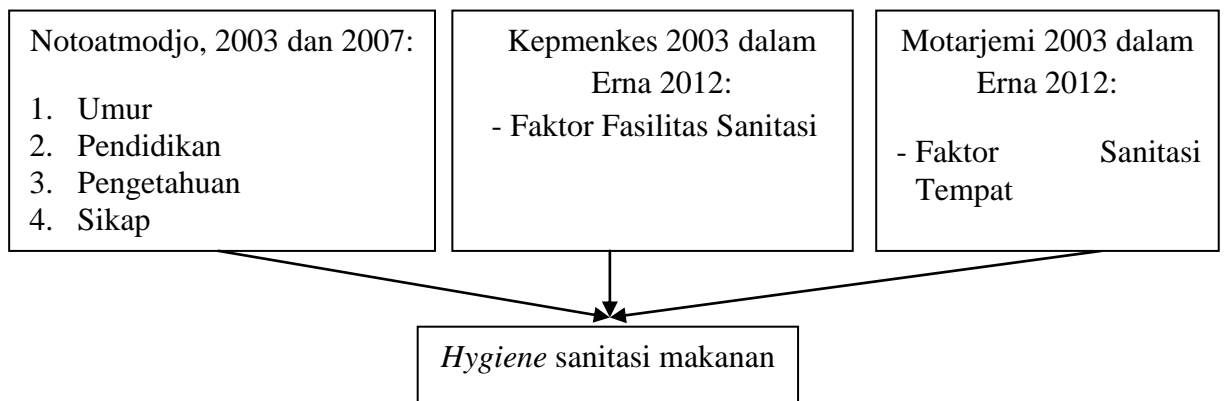 Notoatmodjo, 2003 dan 2007:
1. Umur
2. Pendidikan
3. Pengetahuan
4. Sikap
Kepmenkes 2003 dalam
Erna 2012:
- Faktor Fasilitas Sanitasi
Motarjemi 2003 dalam
Erna 2012:
- Faktor Sanitasi
Tempat
Hygiene sanitasi makanan